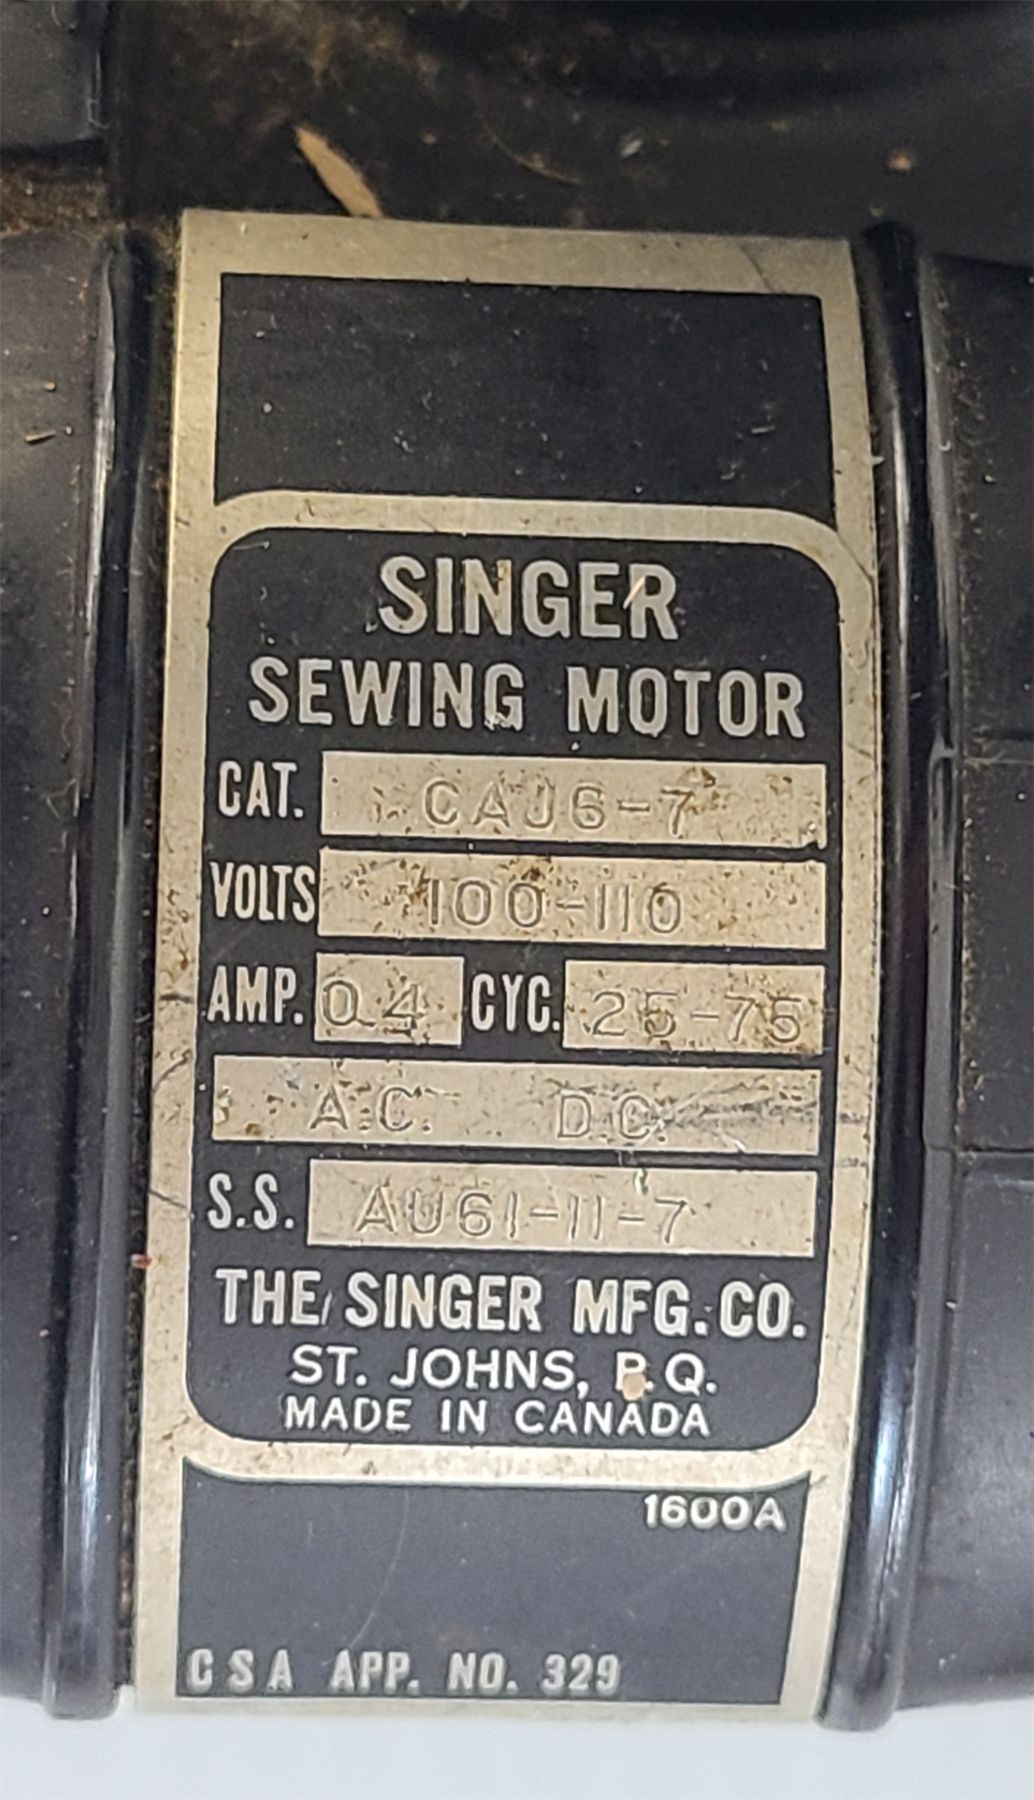 SINGER
SEWING MOTOR
CAT. CAJ6-7
VOLTS 100-110
AMP. 0.4 CYC. 25-75
A.C. D.C.
S.S. AU61-11-7
THE SINGER MFG. CO.
ST. JOHNS, P.Q.
MADE IN CANADA
1600A
CSA APP. NO. 329